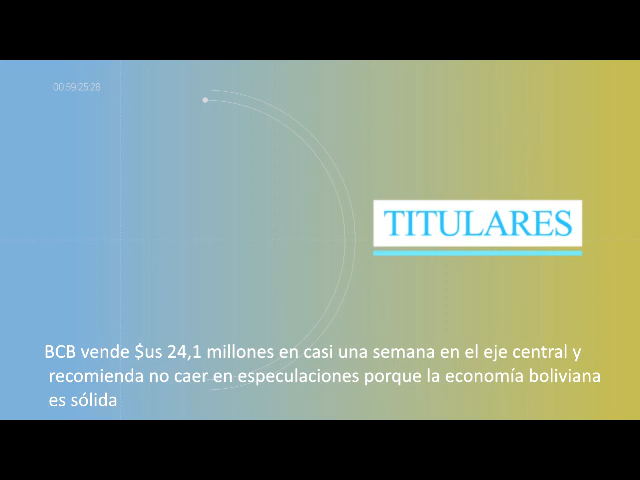 00:59:25:28
TITULARES
BCB vende $us 24,1 millones en casi una semana en el eje central y
recomienda no caer en especulaciones porque la economía boliviana
es sólida